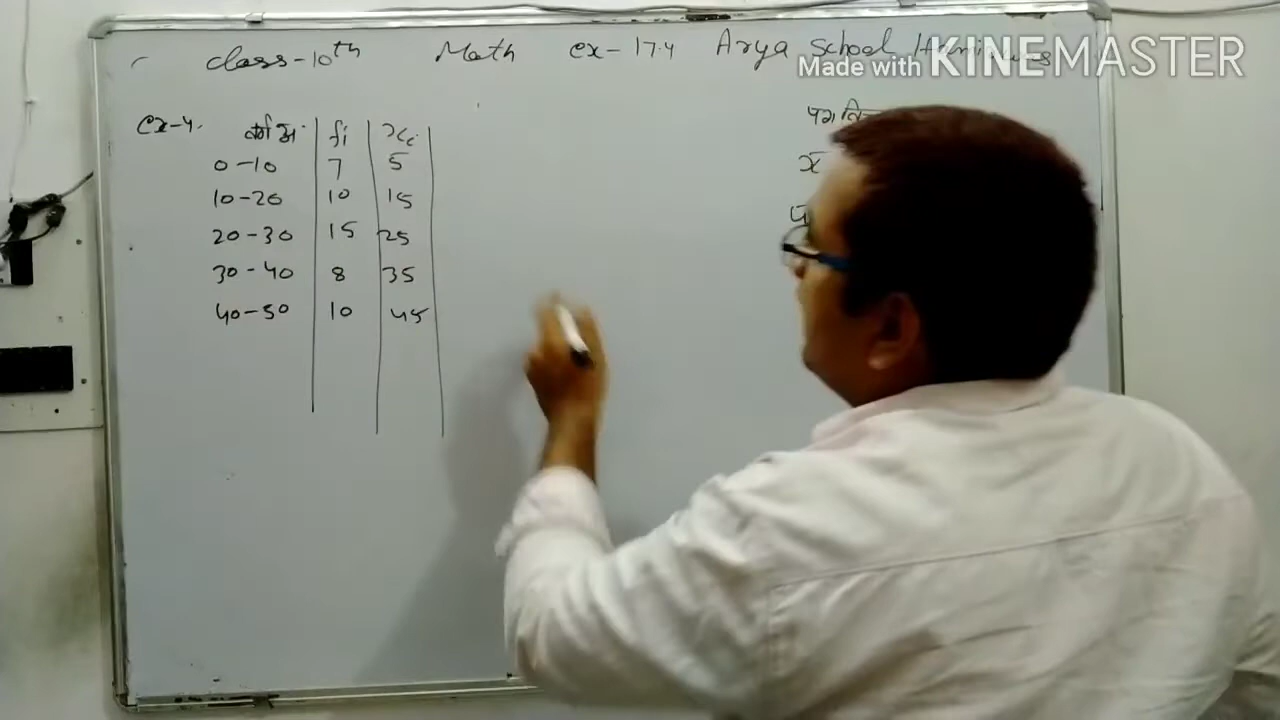 class-10th Math ex-17.4 Arya School
Made with KINEMASTER
Ex-4. fi xi
0-10 7 5
10-20 10 15
20-30 15 25
30-40 8 35
40-50 10 45